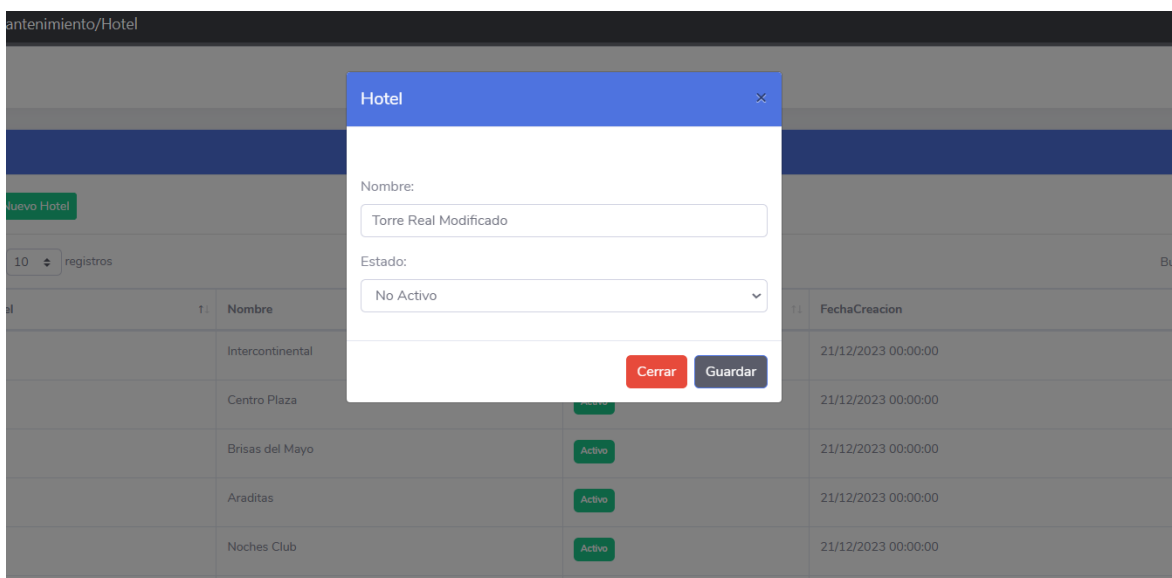 antenimiento/Hotel
Hotel ×
Nombre:
Nuevo Hotel
Torre Real Modificado
10 registros
Estado:
Bu
No Activo
el Nombre FechaCreacion
Intercontinental 21/12/2023 00:00:00
Cerrar Guardar
Centro Plaza Activo 21/12/2023 00:00:00
Brisas del Mayo Activo 21/12/2023 00:00:00
Araditas Activo 21/12/2023 00:00:00
Noches Club Activo 21/12/2023 00:00:00